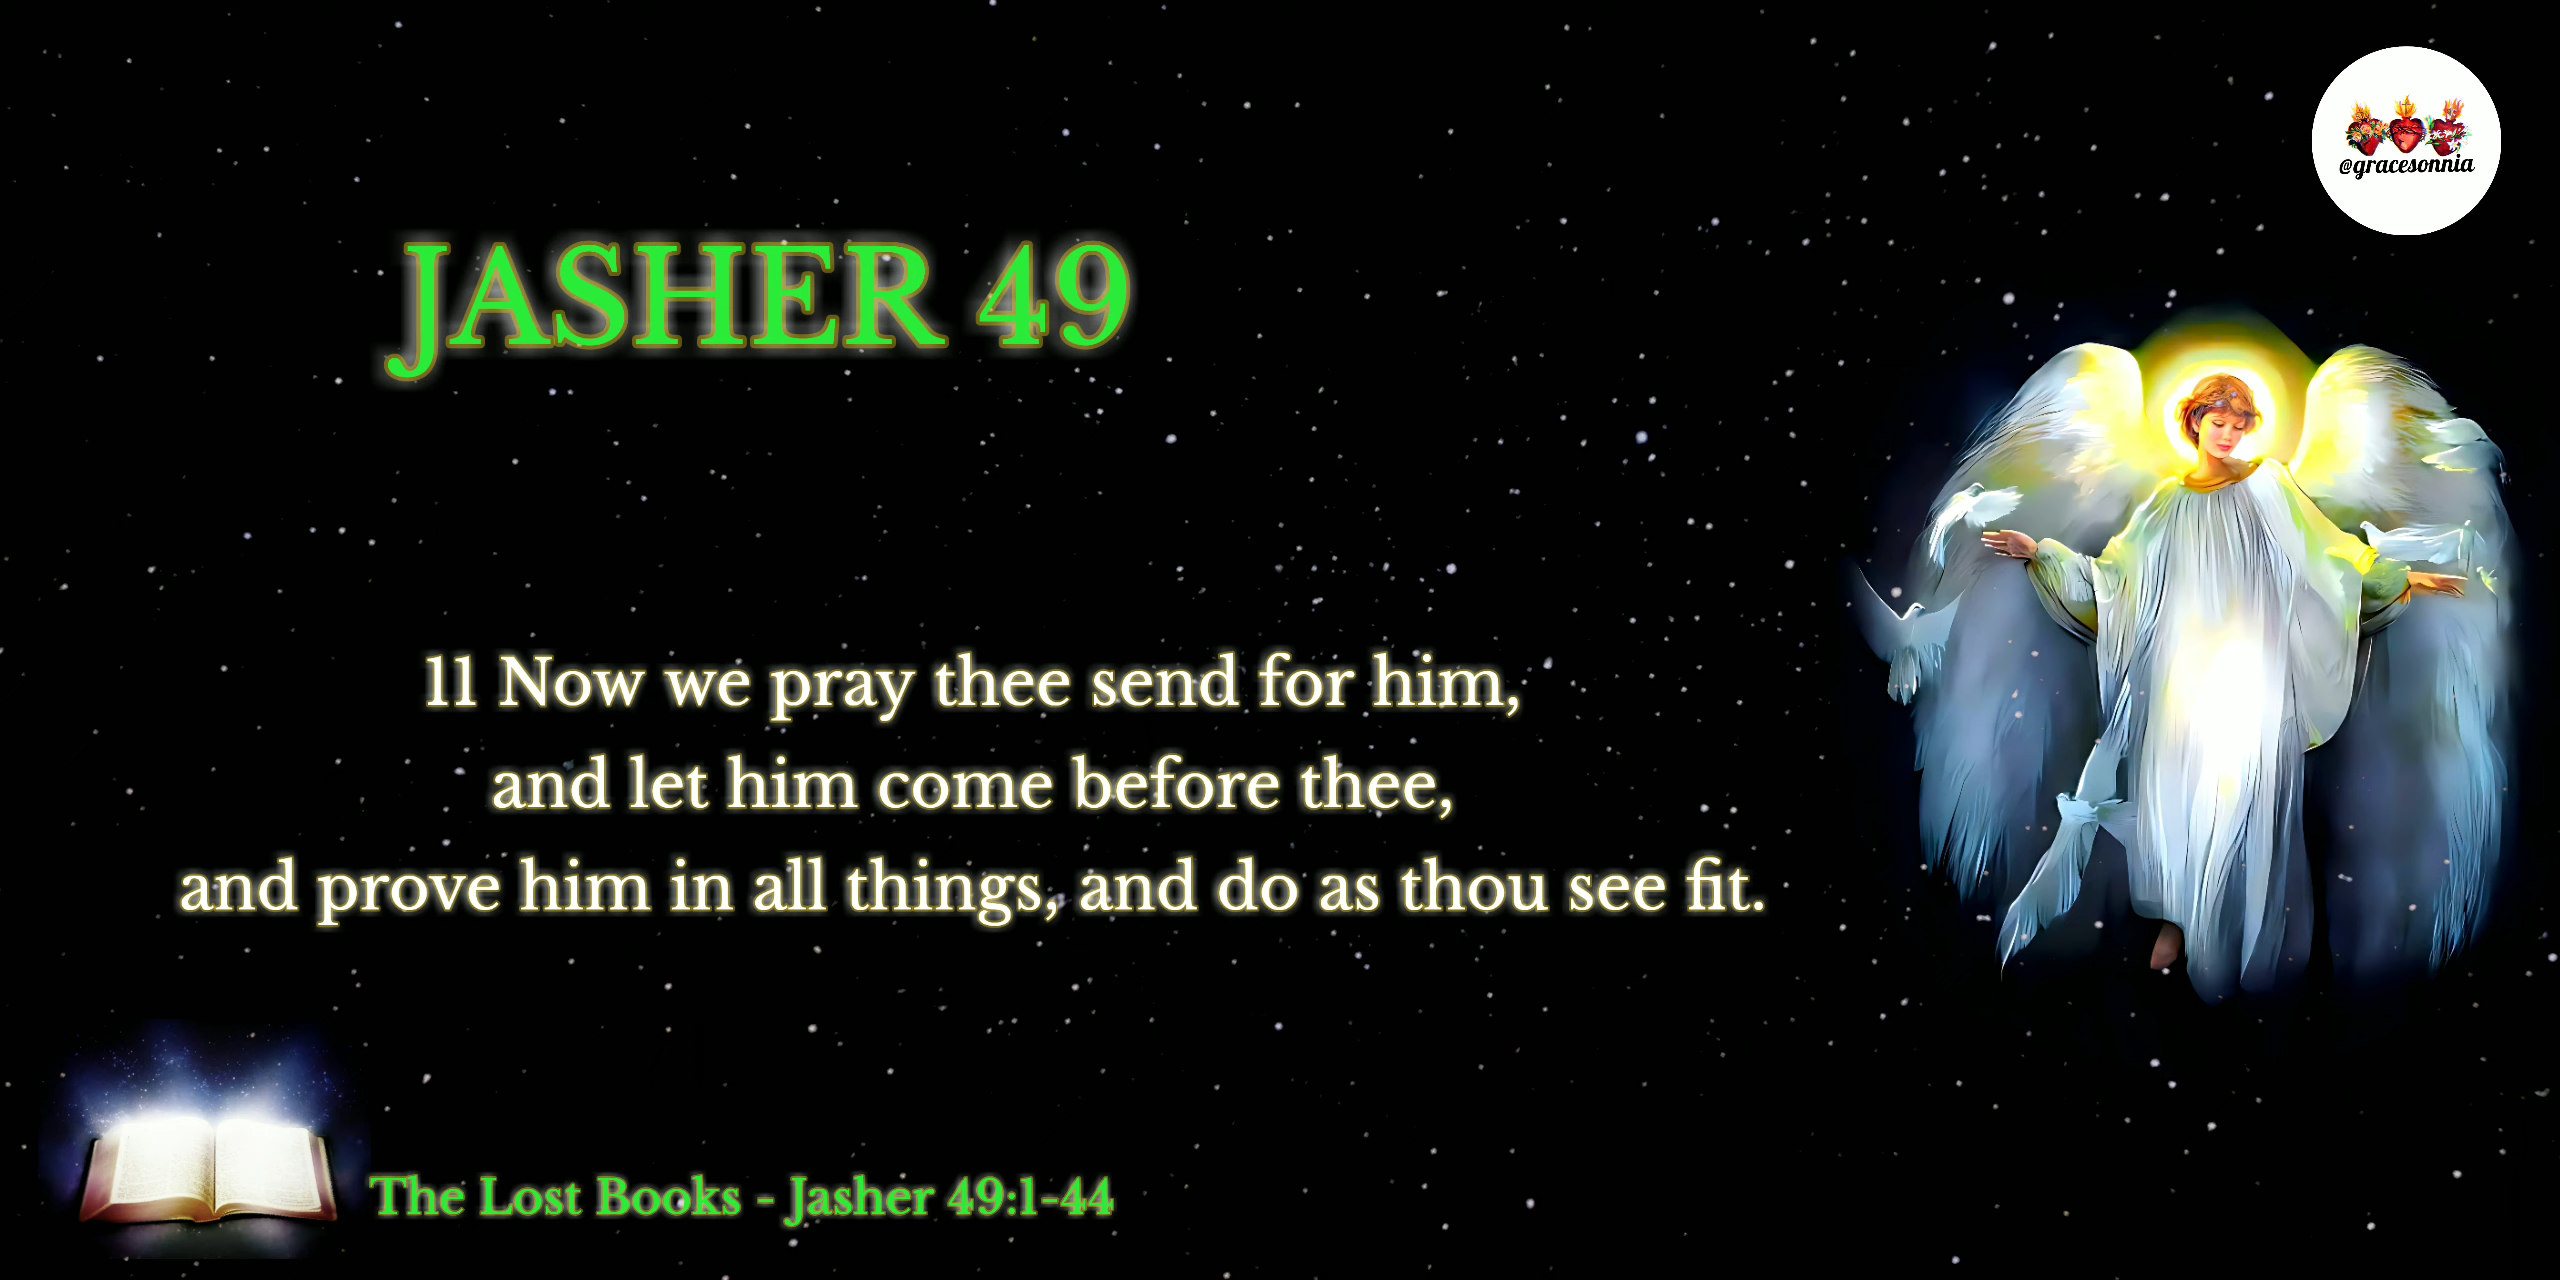 @gracesonnia
JASHER 49
11 Now we pray thee send for him,
and let him come before thee,
and prove him in all things, and do as thou see fit.
The Lost Books - Jasher 49:1-44